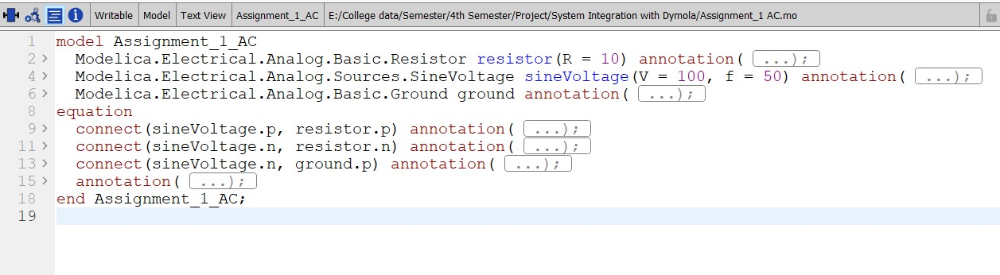 Writable Model Text View Assignment_1_AC E:/College data/Semester/4th Semester/Project/System Integration with Dymola/Assignment_1 AC.mo
1 model Assignment_1_AC
2 > Modelica.Electrical.Analog.Basic.Resistor resistor(R = 10) annotation( ...);
4 > Modelica.Electrical.Analog.Sources.SineVoltage sineVoltage(V = 100, f = 50) annotation( ...);
6 > Modelica.Electrical.Analog.Basic.Ground ground annotation( ...);
8 equation
9 > connect(sineVoltage.p, resistor.p) annotation( ...);
11 > connect(sineVoltage.n, resistor.n) annotation( ...);
13 > connect(sineVoltage.n, ground.p) annotation( ...);
15 > annotation( ...);
18 end Assignment_1_AC;
19